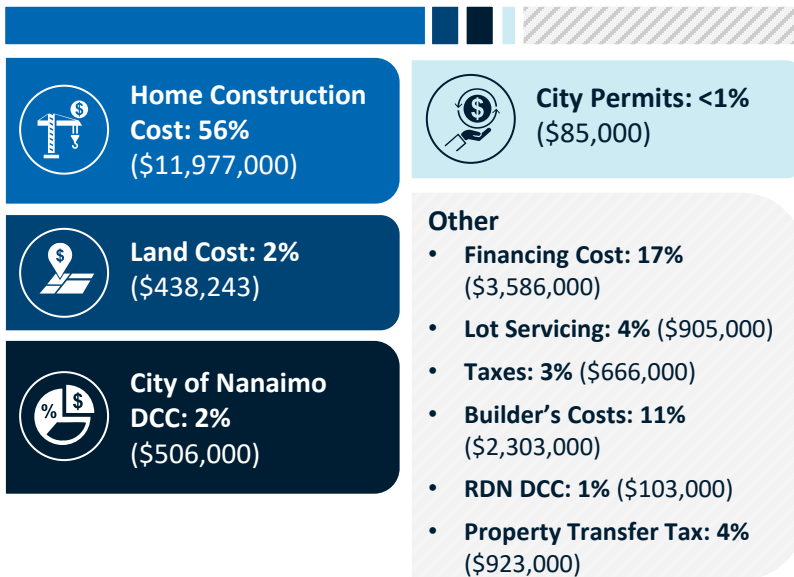 Home Construction
Cost: 56%
($11,977,000)
Land Cost: 2%
($438,243)
City of Nanaimo
DCC: 2%
($506,000)
City Permits: <1%
($85,000)
Other
• Financing Cost: 17%
($3,586,000)
• Lot Servicing: 4% ($905,000)
• Taxes: 3% ($666,000)
• Builder’s Costs: 11%
($2,303,000)
• RDN DCC: 1% ($103,000)
• Property Transfer Tax: 4%
($923,000)
$
$
% $
$